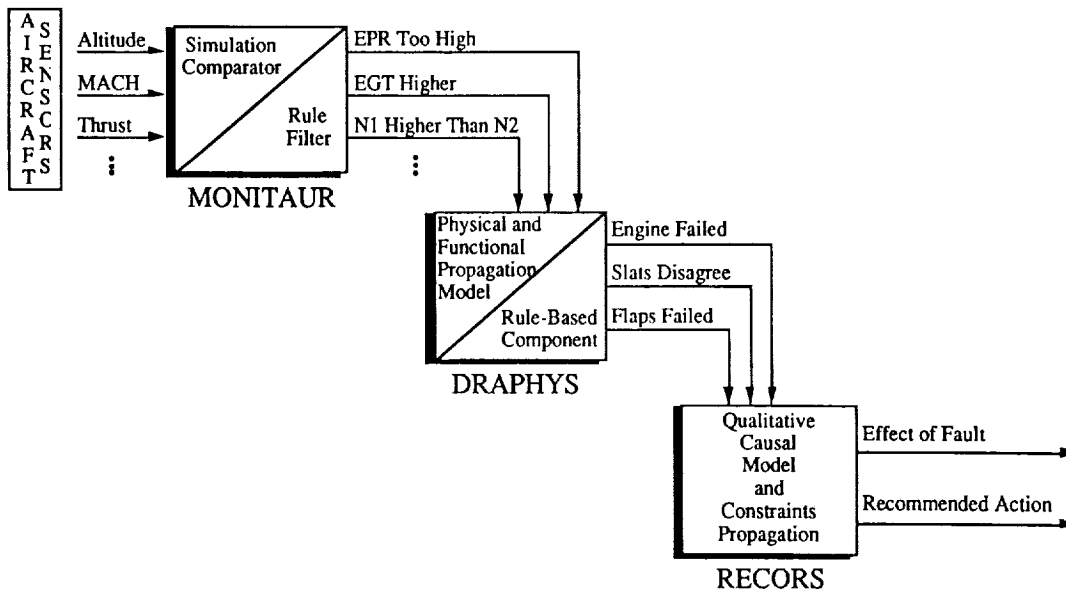 AIRCRAFT
SENSCRS
Altitude
MACH
Thrust
Simulation
Comparator
Rule
Filter
MONITAUR
EPR Too High
EGT Higher
N1 Higher Than N2
Physical and
Functional
Propagation
Model
Rule-Based
Component
DRAPHYS
Engine Failed
Slats Disagree
Flaps Failed
Qualitative
Causal
Model
and
Constraints
Propagation
RECORS
Effect of Fault
Recommended Action